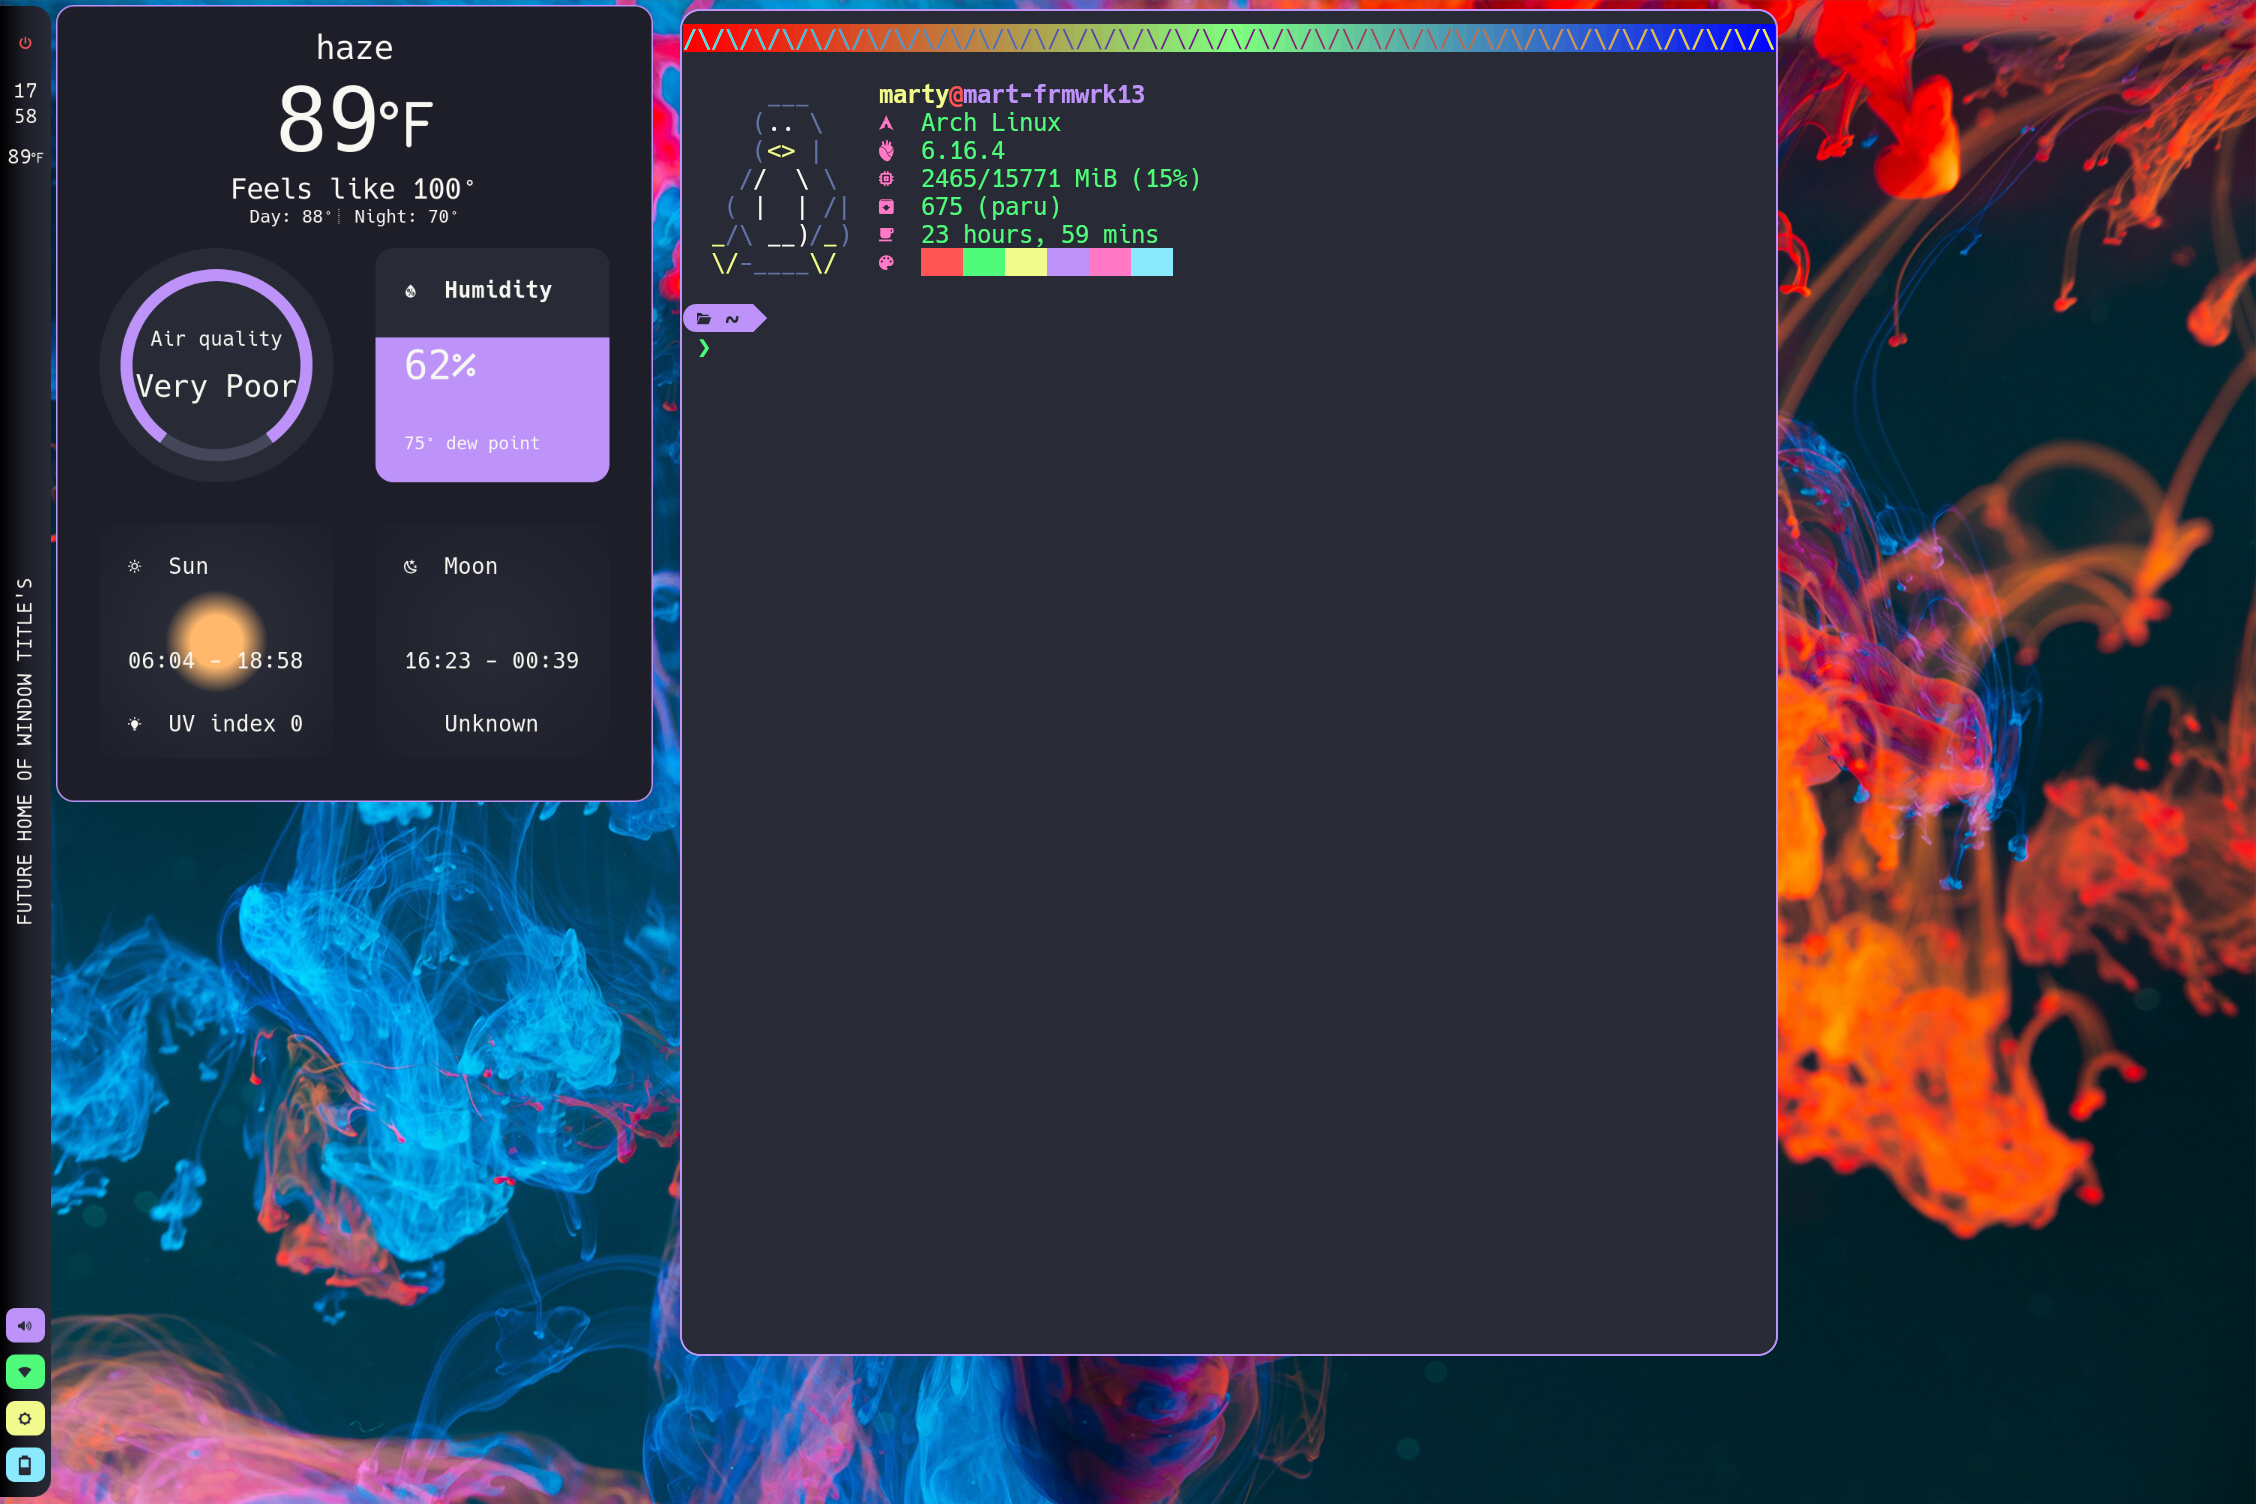 17
58
89°F
FUTURE HOME OF WINDOW TITLE'S
haze
89°F
Feels like 100°
Day: 88° Night: 70°
Air quality
Very Poor
Humidity
62%
75° dew point
Sun
06:04 - 18:58
UV index 0
Moon
16:23 - 00:39
Unknown
marty@mart-frmwrk13
Arch Linux
6.16.4
2465/15771 MiB (15%)
675 (paru)
23 hours, 59 mins
~
❯